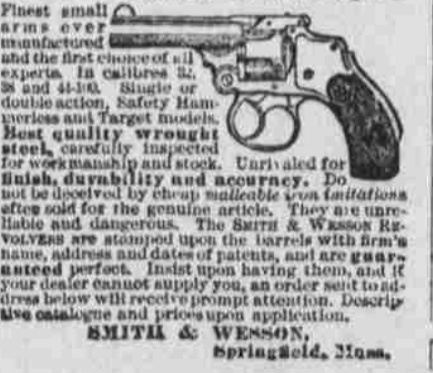 Finest small
arms ever
manufactured
and the first choice of all
experts. In calibres 32,
38 and 44-100. Single or
double action, Safety Ham-
merless and Target models.
Best quality wrought
steel, carefully inspected
for workmanship and stock. Unrivaled for
finish, durability and accuracy. Do
not be deceived by cheap malleable iron imitations
often sold for the genuine article. They are unre-
liable and dangerous. The SMITH & WESSON RE-
VOLVERS are stamped upon the barrels with firm's
name, address and dates of patents, and are guar-
anteed perfect. Insist upon having them, and if
your dealer cannot supply you, an order sent to ad-
dress below will receive prompt attention. Descrip-
tive catalogue and prices upon application.
SMITH & WESSON,
Springfield, Mass.